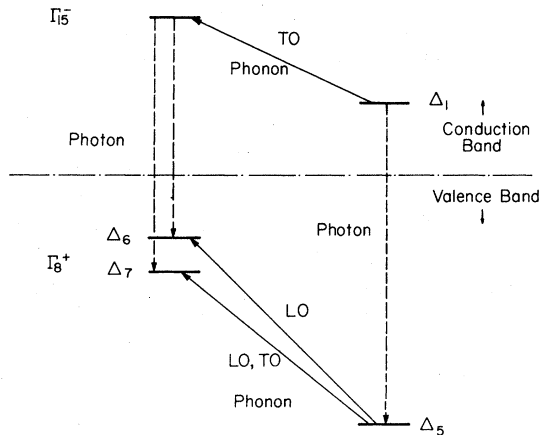 Γ15-
TO
Phonon
Δ1
Conduction
Band
Photon
Valence Band
Δ6
Photon
Γ8+
Δ7
LO
LO, TO
Phonon
Δ5